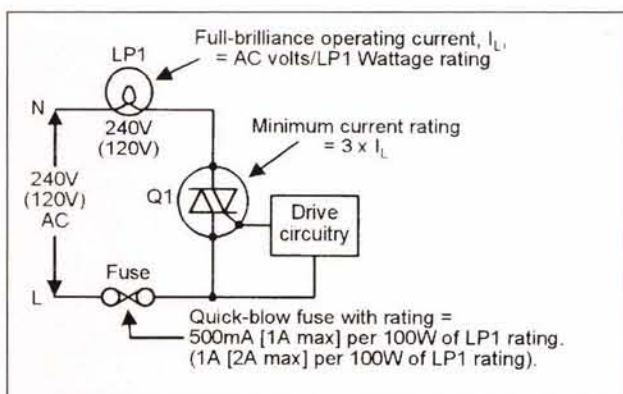 Full-brilliance operating current, I_L,
= AC volts/LP1 Wattage rating
LP1
N
240V
(120V)
Minimum current rating
= 3 x I_L
240V
(120V)
AC
Q1
Drive
circuitry
Fuse
L
Quick-blow fuse with rating =
500mA [1A max] per 100W of LP1 rating.
(1A [2A max] per 100W of LP1 rating).